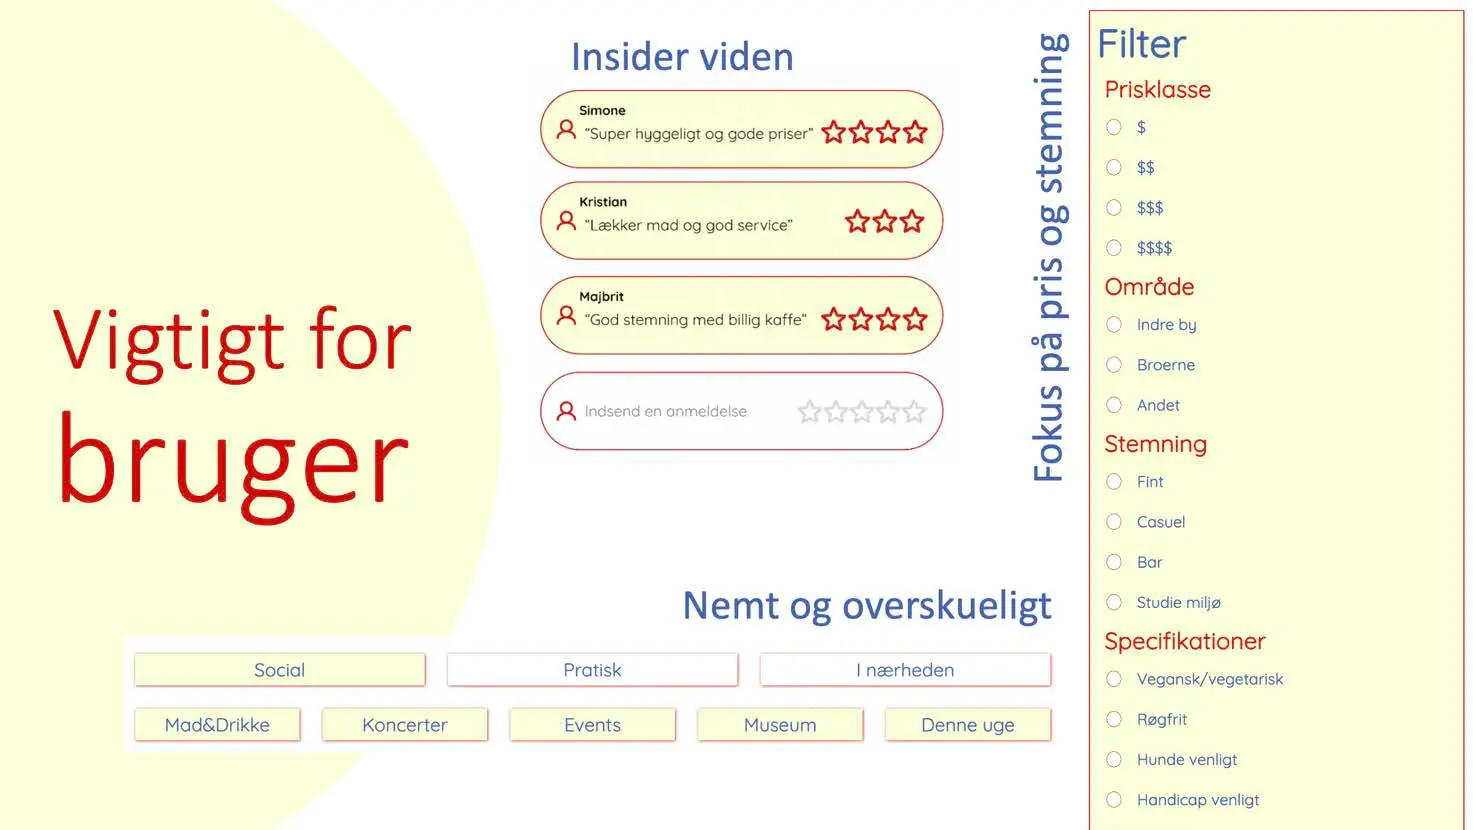 Vigtigt for
bruger
Insider viden
Simone
“Super hyggeligt og gode priser”
Kristian
“Lækker mad og god service”
Majbrit
“God stemning med billig kaffe”
Indsend en anmeldelse
Fokus på pris og stemning
Nemt og overskueligt
Social
Pratisk
I nærheden
Mad&Drikke
Koncerter
Events
Museum
Denne uge
Filter
Prisklasse
$
$$
$$$
$$$$
Område
Indre by
Broerne
Andet
Stemning
Fint
Casuel
Bar
Studie miljø
Specifikationer
Vegansk/vegetarisk
Røgfrit
Hunde venligt
Handicap venligt